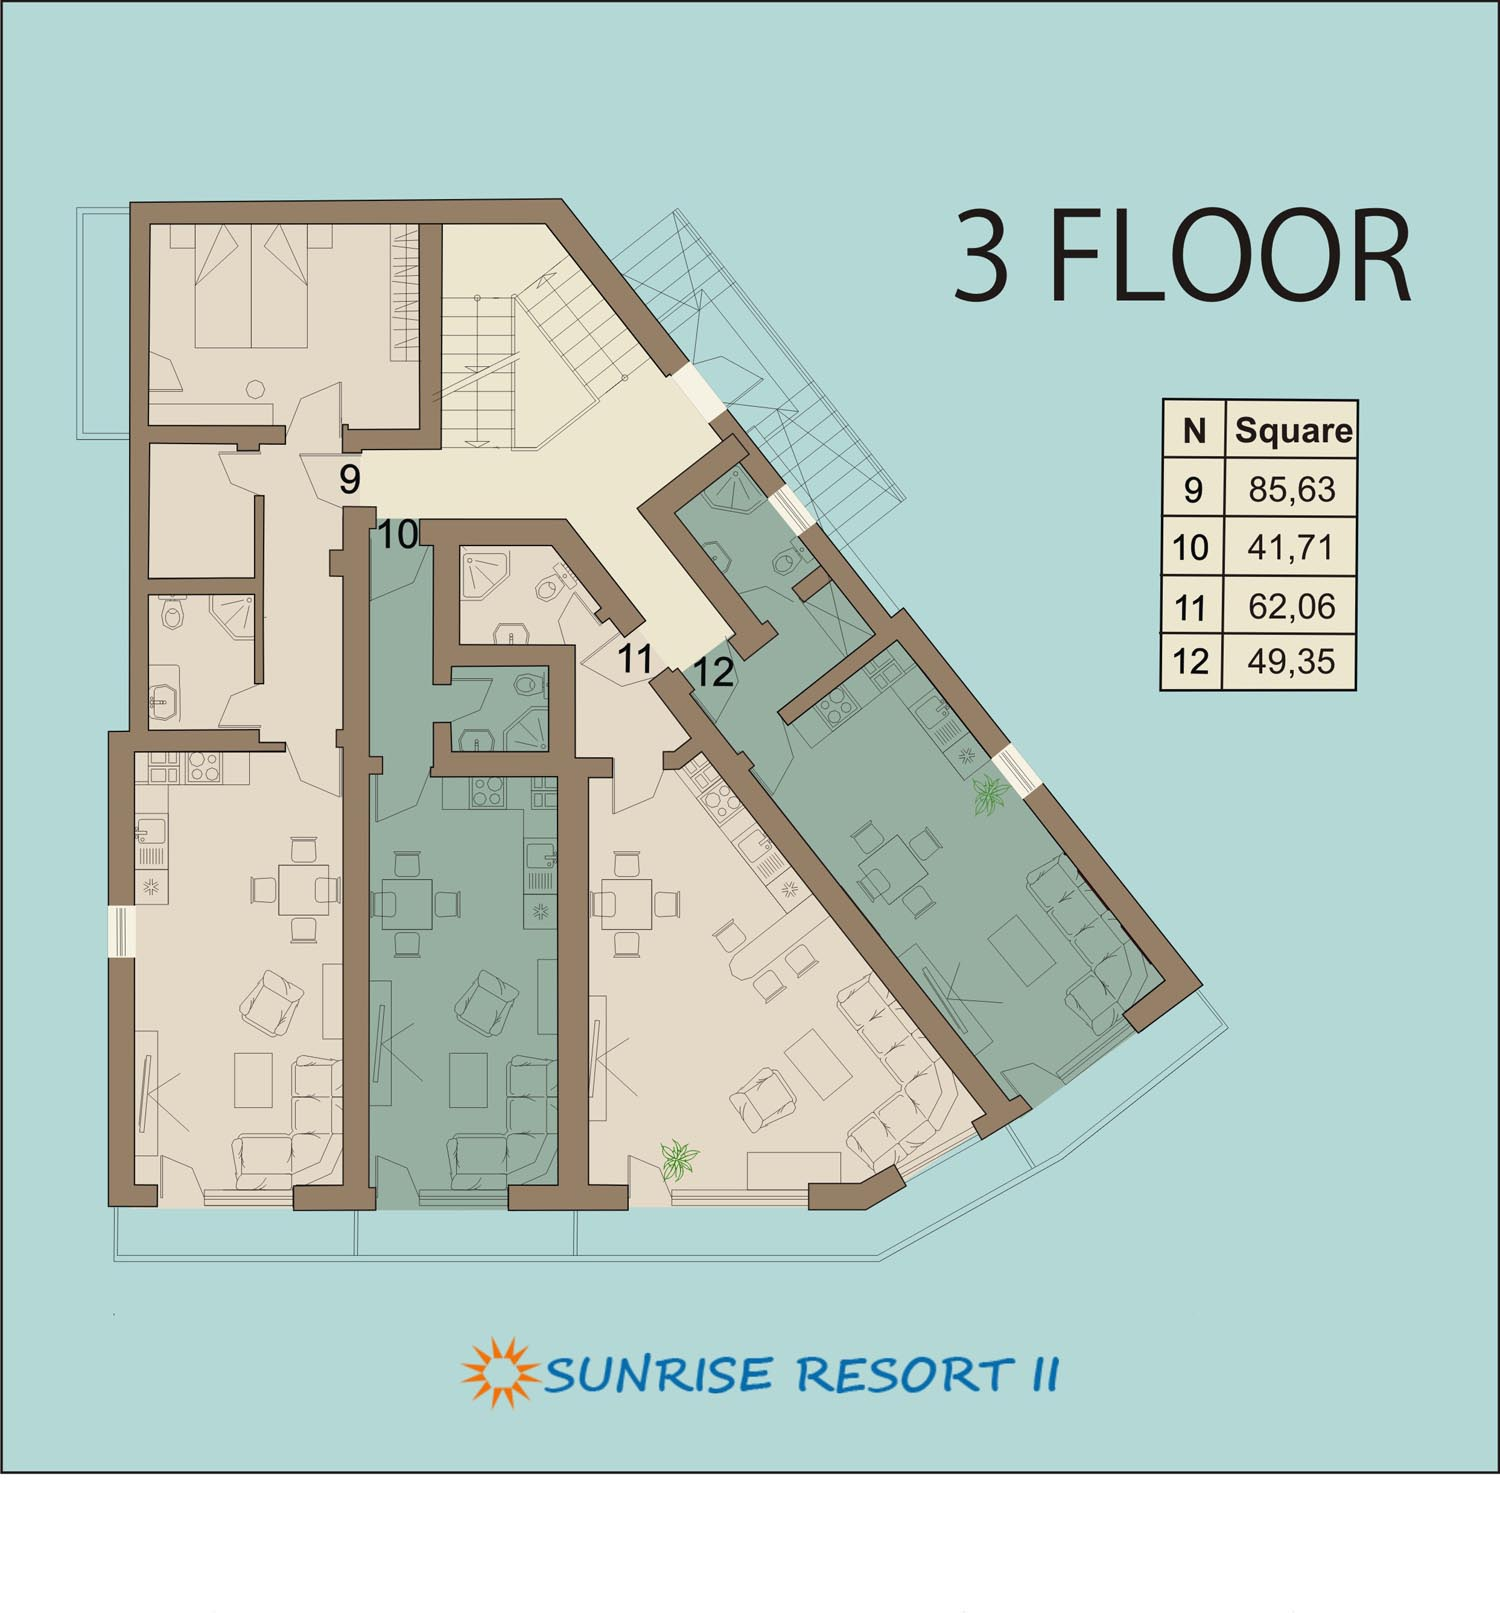 3 FLOOR
N Square
9 85,63
10 41,71
11 62,06
12 49,35
9
10
11
12
SUNRISE RESORT II